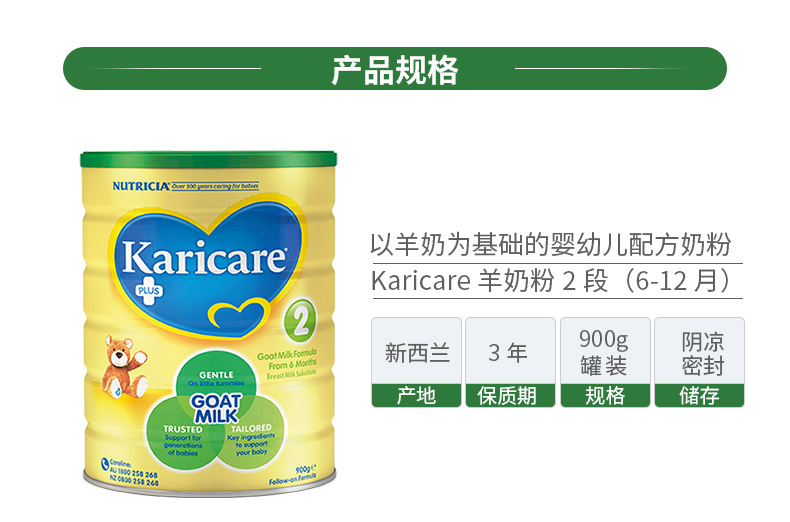 产品规格
NUTRICIA Over 100 years caring for babies
Karicare
PLUS
2
Goat Milk Formula
From 6 Months
Breast Milk Substitute
GENTLE
On little tummies
GOAT
MILK
TRUSTED
Support for
generations
of babies
TAILORED
Key ingredients
to support
your baby
Careline:
AU 1800 258 268
NZ 0800 258 268
900g℮
Follow-on Formula
以羊奶为基础的婴幼儿配方奶粉
Karicare 羊奶粉 2 段（6-12 月）
新西兰
产地
3 年
保质期
900g
罐装
规格
阴凉
密封
储存